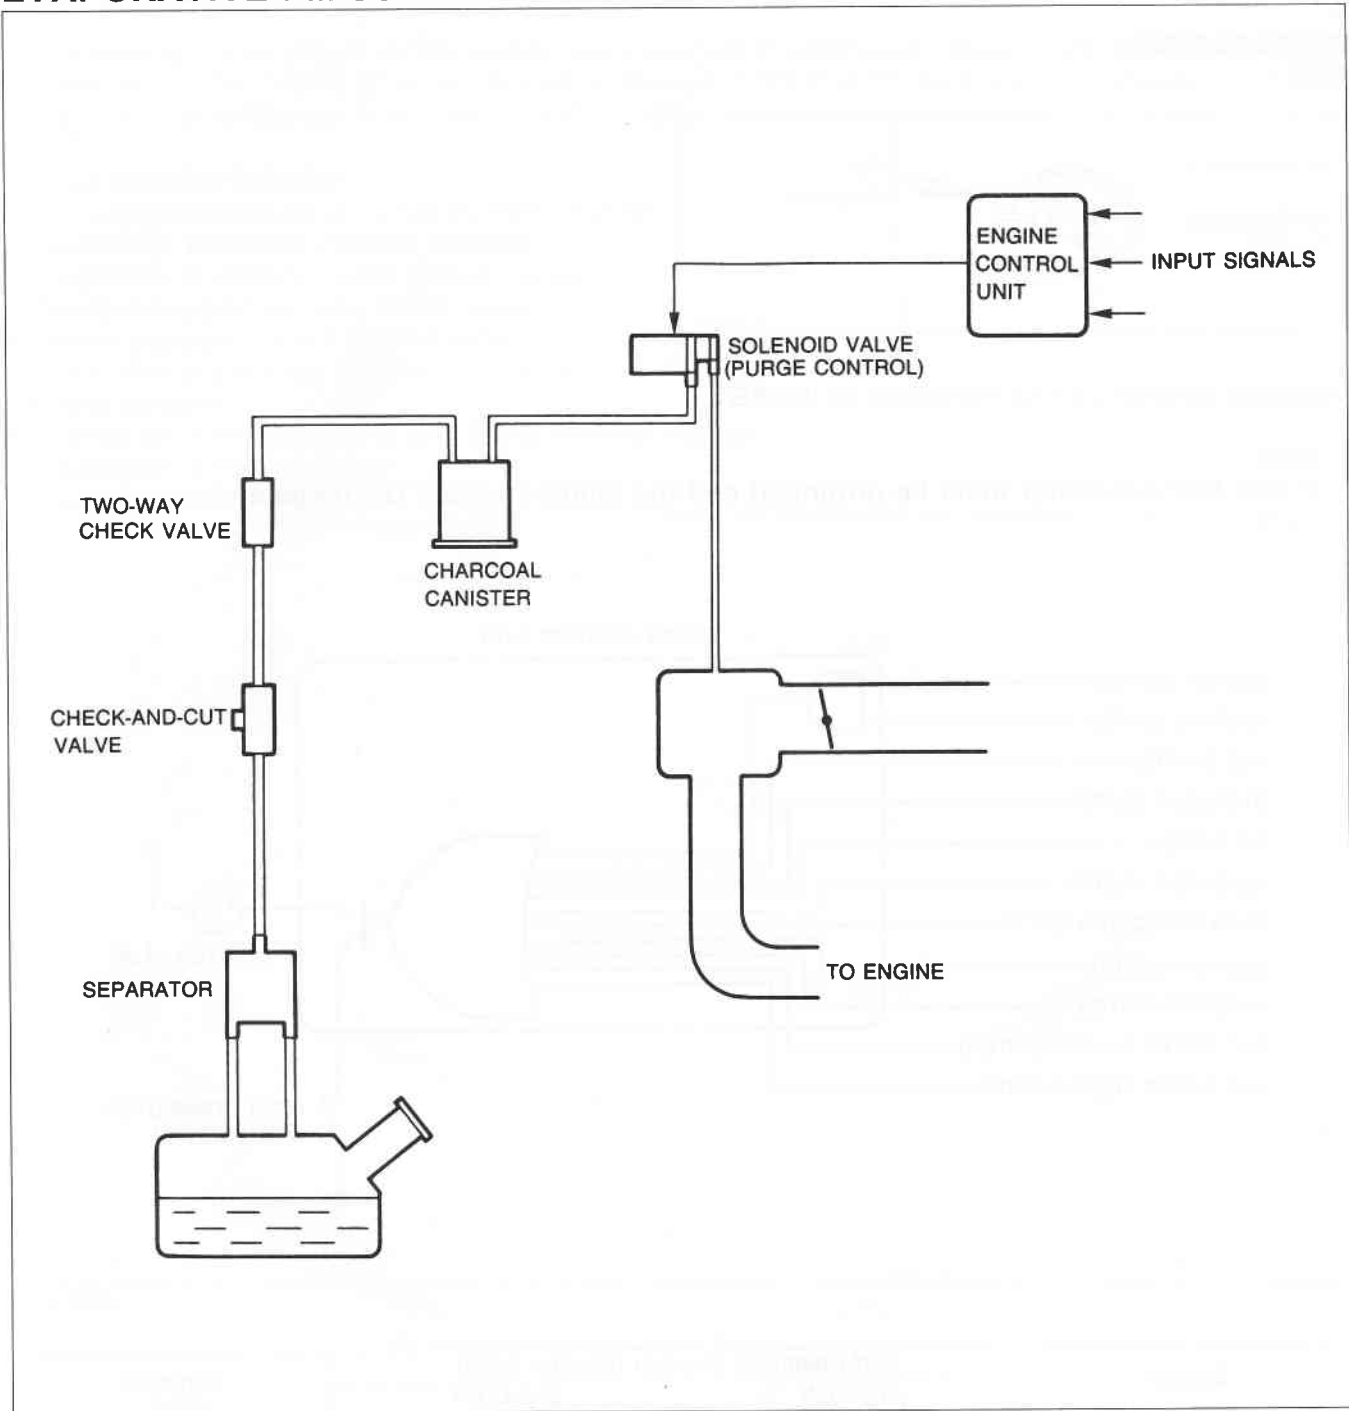 ENGINE
CONTROL
UNIT
INPUT SIGNALS
SOLENOID VALVE
(PURGE CONTROL)
TWO-WAY
CHECK VALVE
CHARCOAL
CANISTER
CHECK-AND-CUT
VALVE
SEPARATOR
TO ENGINE